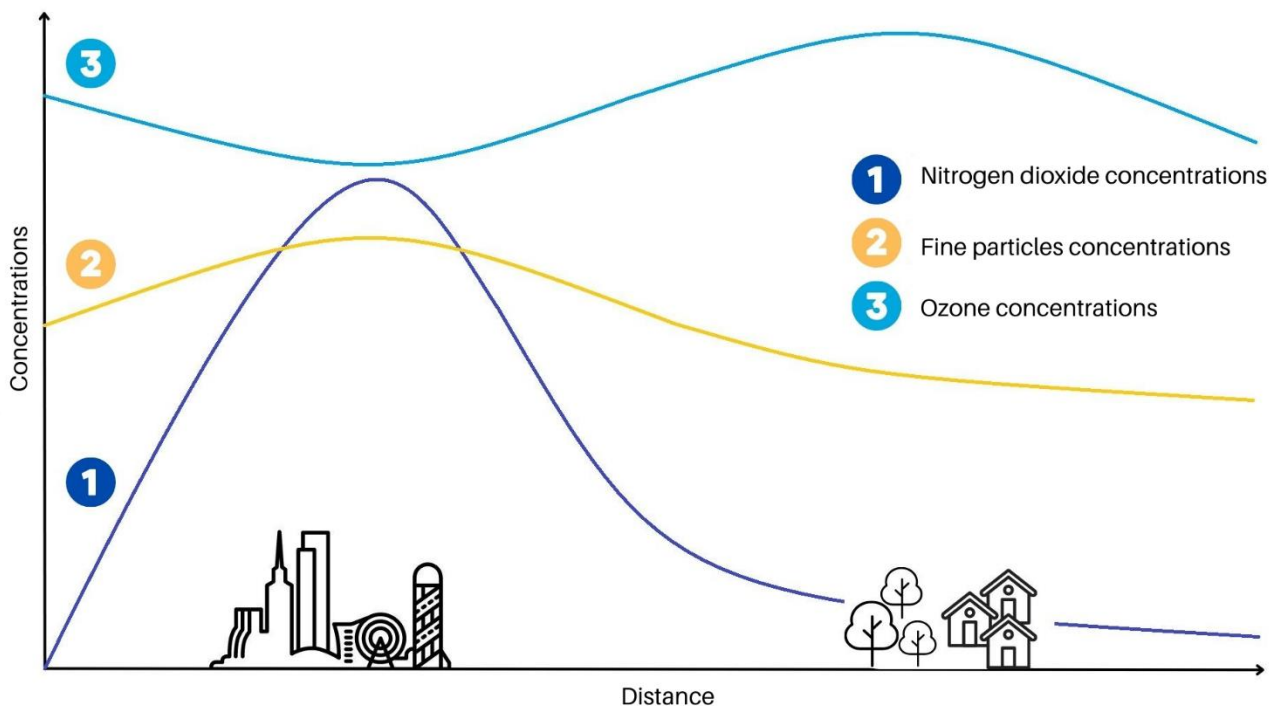 3
2
1
Concentrations
Distance
1 Nitrogen dioxide concentrations
2 Fine particles concentrations
3 Ozone concentrations